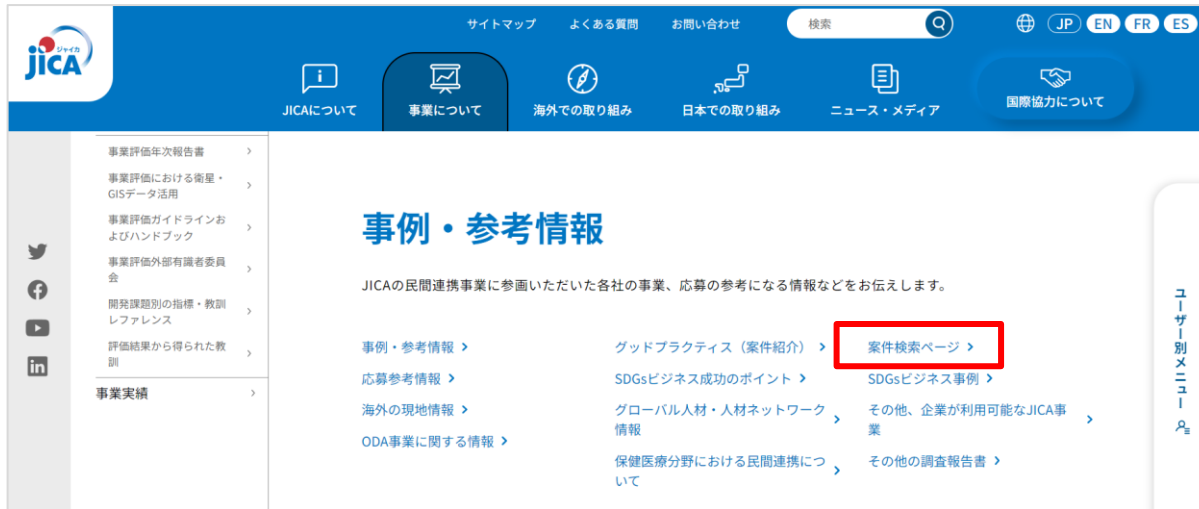 サイトマップ よくある質問 お問い合わせ 検索 JP EN FR ES
ジャイカ
JICA
JICAについて 事業について 海外での取り組み 日本での取り組み ニュース・メディア 国際協力について
事業評価年次報告書
事業評価における衛星・
GISデータ活用
事業評価ガイドラインお
よびハンドブック
事業評価外部有識者委員
会
開発課題別の指標・教訓
レファレンス
評価結果から得られた教
訓
事業実績
事例・参考情報
JICAの民間連携事業に参画いただいた各社の事業、応募の参考になる情報などをお伝えします。
事例・参考情報
応募参考情報
海外の現地情報
ODA事業に関する情報
グッドプラクティス（案件紹介）
SDGsビジネス成功のポイント
グローバル人材・人材ネットワーク
情報
保健医療分野における民間連携につ
いて
案件検索ページ
SDGsビジネス事例
その他、企業が利用可能なJICA事
業
その他の調査報告書
ユーザー別メニュー